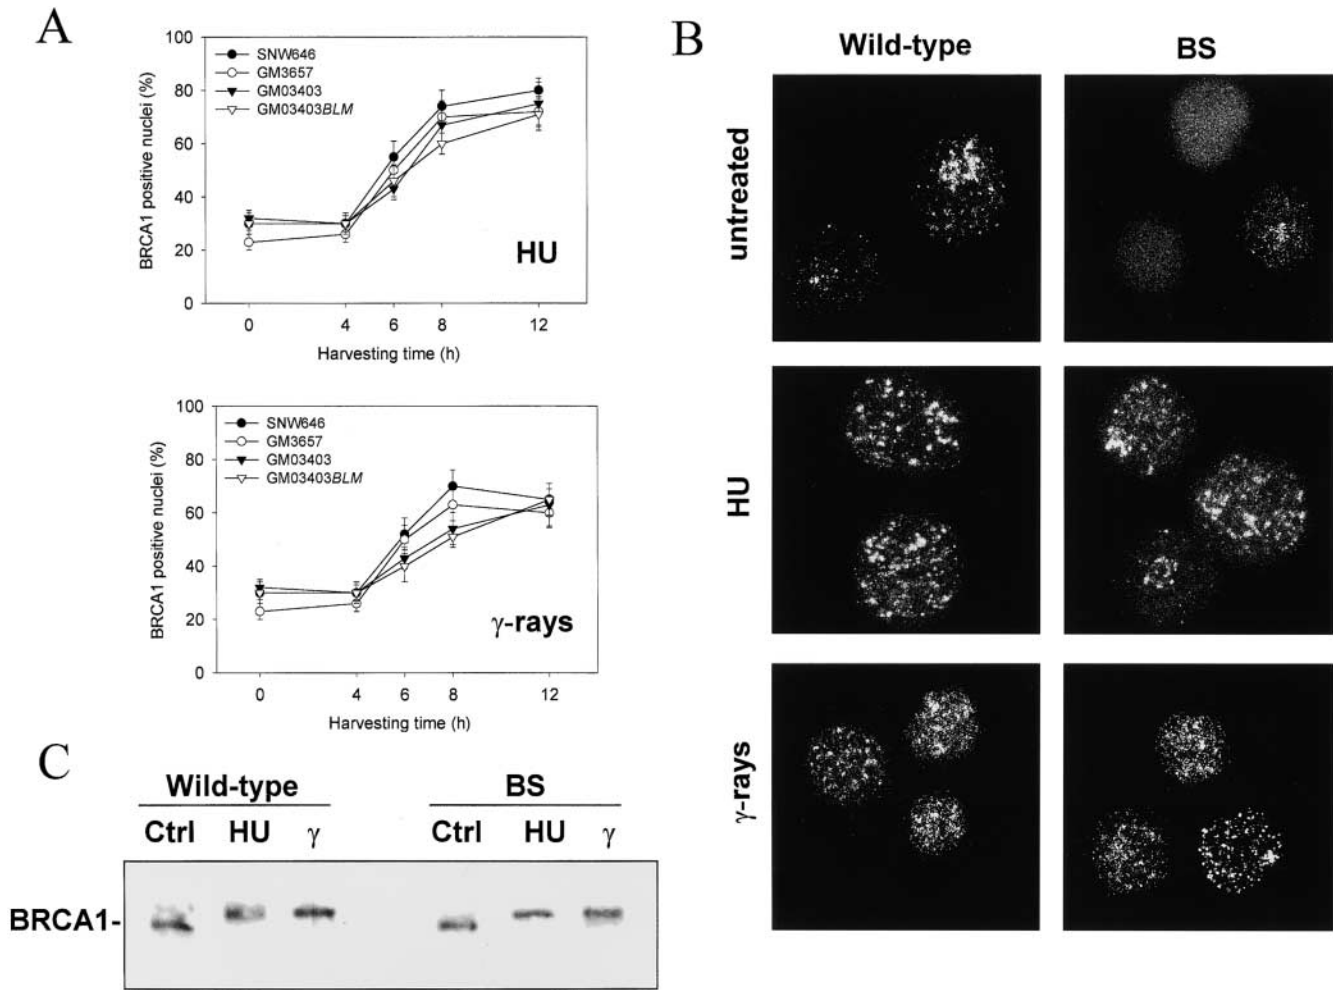 A
100
80
60
40
20
0
BRCA1 positive nuclei (%)
SNW646
GM3657
GM03403
GM03403BLM
HU
0 4 6 8 12
Harvesting time (h)
100
80
60
40
20
0
BRCA1 positive nuclei (%)
SNW646
GM3657
GM03403
GM03403BLM
γ-rays
0 4 6 8 12
Harvesting time (h)
B
Wild-type BS
untreated
HU
γ-rays
C
Wild-type BS
Ctrl HU γ Ctrl HU γ
BRCA1-